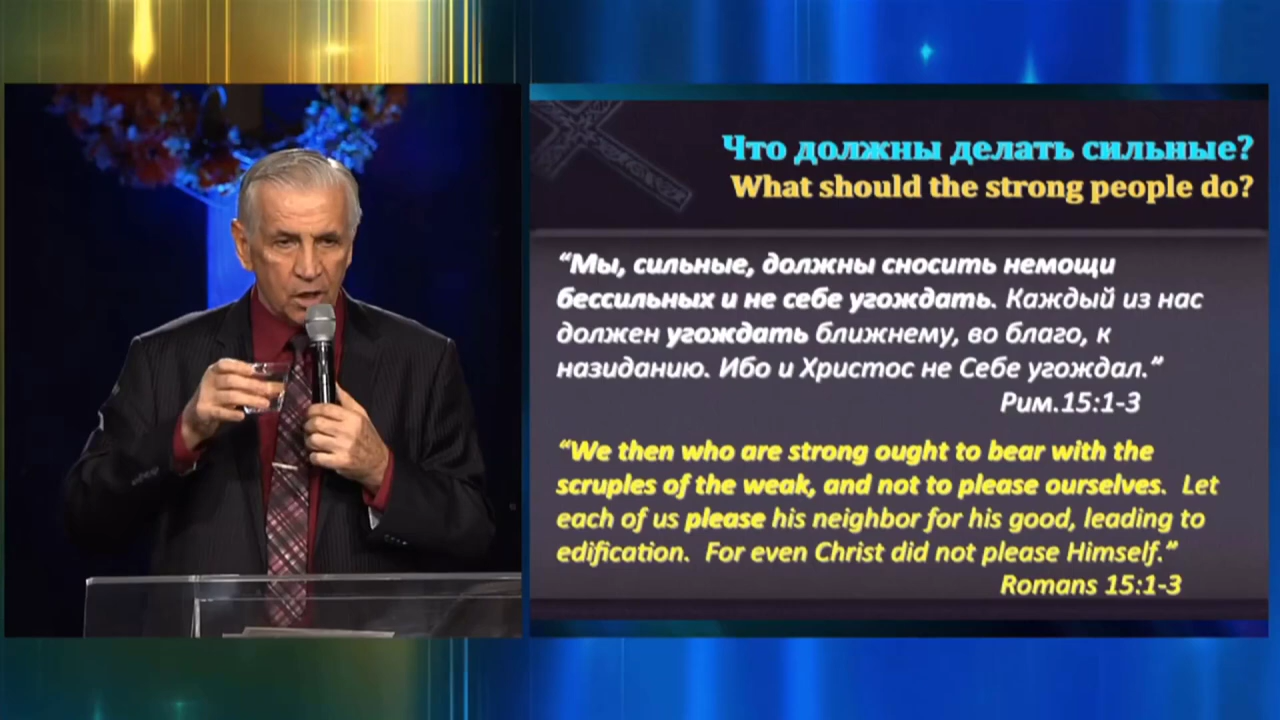 Что должны делать сильные?
What should the strong people do?
“Мы, сильные, должны сносить немощи
бессильных и не себе угождать. Каждый из нас
должен угождать ближнему, во благо, к
назиданию. Ибо и Христос не Себе угождал.”
Рим.15:1-3
“We then who are strong ought to bear with the
scruples of the weak, and not to please ourselves. Let
each of us please his neighbor for his good, leading to
edification. For even Christ did not please Himself.”
Romans 15:1-3